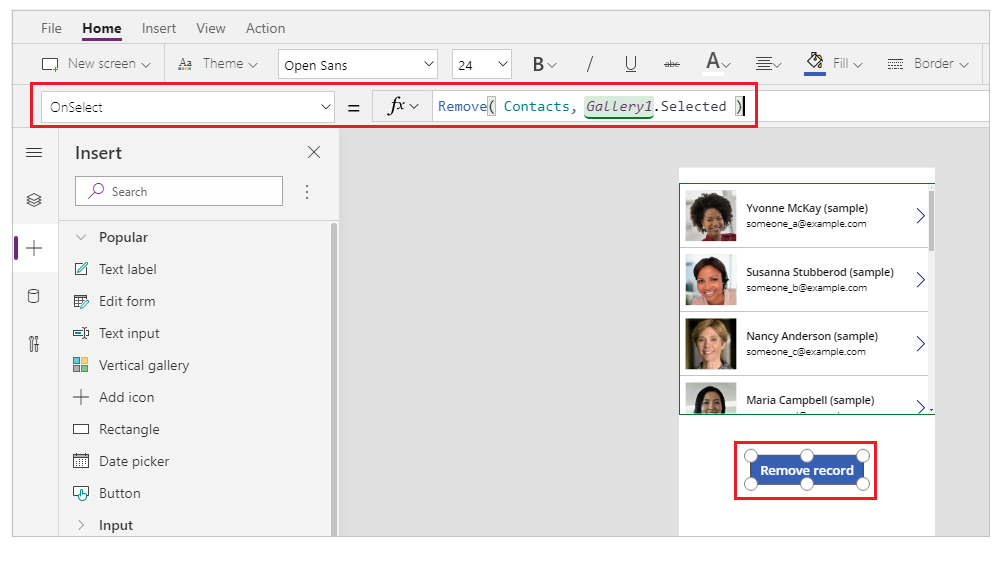 File Home Insert View Action
New screen Aa Theme Open Sans 24 B / U abc A Fill Border
OnSelect = fx Remove( Contacts, Gallery1.Selected )
Insert
Search
Popular
Text label
Edit form
Text input
Vertical gallery
Add icon
Rectangle
Date picker
Button
Input
Yvonne McKay (sample)
someone_a@example.com
Susanna Stubberod (sample)
someone_b@example.com
Nancy Anderson (sample)
someone_c@example.com
Maria Campbell (sample)
Remove record